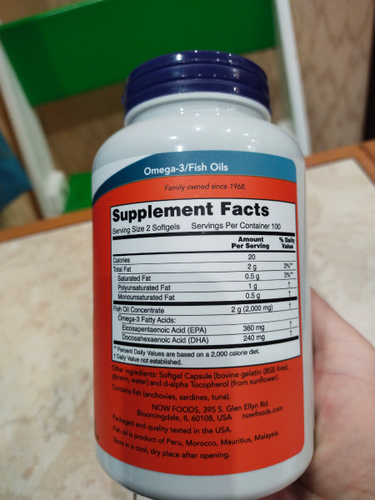 Omega-3/Fish Oils
Family owned since 1968.
Supplement Facts
Serving Size 2 Softgels Servings Per Container 100
Amount Per Serving % Daily Value
Calories 20
Total Fat 2 g 3%**
Saturated Fat 0.5 g 3%**
Polyunsaturated Fat 1 g †
Monounsaturated Fat 0.5 g †
Fish Oil Concentrate 2 g (2,000 mg) †
Omega-3 Fatty Acids:
Eicosapentaenoic Acid (EPA) 360 mg †
Docosahexaenoic Acid (DHA) 240 mg †
** Percent Daily Values are based on a 2,000 calorie diet.
† Daily Value not established.
Other ingredients: Softgel Capsule [bovine gelatin (BSE-free),
glycerin, water] and d-alpha Tocopherol (from sunflower).
Contains fish (anchovies, sardines, tuna).
NOW FOODS, 395 S. Glen Ellyn Rd.
Bloomingdale, IL 60108, USA nowfoods.com
Packaged and quality tested in the USA.
Fish oil is product of Peru, Morocco, Mauritius, Malaysia
Store in a cool, dry place after opening.